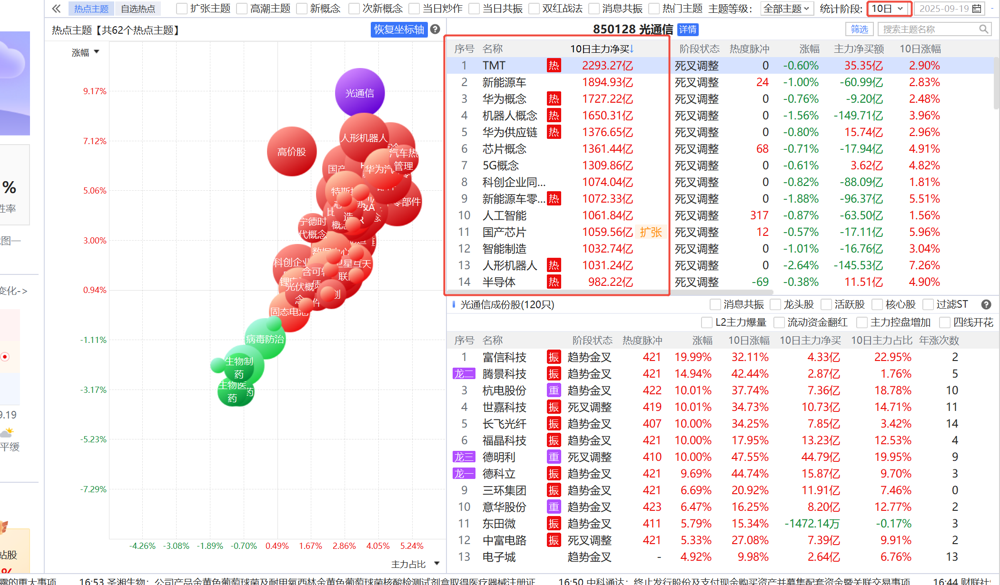 热点主题 自选热点 扩张主题 高潮主题 新概念 次新概念 当日炒作 当日共振 双红战法 消息共振 热门主题 主题等级: 全部主题 统计阶段: 10日 2025-09-19 -
热点主题【共62个热点主题】 恢复坐标轴 ? 850128 光通信 详情 筛选 搜索主题名称
涨幅
9.17%
7.12%
5.06%
3.00%
0.94%
-1.11%
-3.17%
-5.23%
-7.29%
-4.26% -3.08% -1.89% -0.70% 0.49% 1.67% 2.86% 4.05% 5.24%
主力占比
光通信
人形机器人
高价股
汽车热
管理
国产
华为汽
特斯拉
零部件
宁德时
代概念
数据中心
科创企业
星互天
含可转
债
联
光伏概
念
固态电池
病毒防治
生物制
药
生物医
药
%
胜率
图一
变化->
9.19
平缓
站股
%
序号 名称 10日主力净买↓ 阶段状态 热度脉冲 涨幅 主力净买额 10日涨幅
1 TMT 热 2293.27亿 死叉调整 0 -0.60% 35.35亿 2.90%
2 新能源车 1894.93亿 死叉调整 24 -1.00% -60.99亿 2.83%
3 华为概念 热 1727.22亿 死叉调整 0 -0.76% -9.20亿 2.48%
4 机器人概念 热 1650.31亿 死叉调整 0 -1.56% -149.71亿 3.96%
5 华为供应链 热 1376.65亿 死叉调整 0 -0.80% 15.74亿 2.96%
6 芯片概念 1361.44亿 死叉调整 68 -0.71% -17.94亿 4.91%
7 5G概念 1309.86亿 死叉调整 0 -0.61% 3.62亿 4.82%
8 科创企业同... 1074.04亿 死叉调整 0 -0.82% -88.09亿 1.81%
9 新能源车零... 热 1072.33亿 死叉调整 0 -1.88% -96.37亿 5.51%
10 人工智能 1061.84亿 死叉调整 317 -0.87% -63.50亿 1.56%
11 国产芯片 1059.56亿 扩张 死叉调整 12 -0.57% -17.11亿 5.96%
12 智能制造 1032.74亿 死叉调整 0 -1.01% -16.76亿 3.04%
13 人形机器人 热 1031.24亿 死叉调整 0 -2.64% -145.53亿 7.26%
14 半导体 热 982.22亿 死叉调整 -69 -0.38% 11.51亿 4.90%
光通信成份股(120只) 消息共振 龙头股 活跃股 核心股 过滤ST ?
L2主力爆量 流动资金翻红 主力控盘增加 四线开花
序号 名称 阶段状态 热度脉冲 涨幅 10日涨幅 10日主力净买 10日主力占比 年涨次数
1 富信科技 振 趋势金叉 421 19.99% 32.11% 4.33亿 22.95% 2
龙二 腾景科技 振 趋势金叉 421 14.94% 42.44% 2.87亿 1.76% 5
3 杭电股份 重 趋势金叉 422 10.01% 37.74% 7.36亿 18.78% 10
4 世嘉科技 振 死叉调整 419 10.01% 34.73% 10.73亿 14.71% 11
5 长飞光纤 振 趋势金叉 407 10.00% 34.25% 7.85亿 3.42% 14
6 福晶科技 振 趋势金叉 421 10.00% 17.95% 13.23亿 12.53% 4
龙三 德明利 重 死叉调整 410 10.00% 47.55% 44.79亿 19.95% 9
龙一 德科立 振 趋势金叉 421 9.69% 44.74% 15.87亿 9.70% 3
9 三环集团 振 趋势金叉 421 6.69% 20.92% 11.91亿 7.46% 0
10 意华股份 重 趋势金叉 423 6.47% 16.25% 8.20亿 12.77% 2
11 东田微 振 趋势金叉 411 5.79% 15.34% -1472.14万 -0.17% 3
12 中富电路 振 死叉调整 421 5.33% 27.08% 7.39亿 9.91% 2
13 电子城 趋势金叉 - 4.92% 9.98% 2.64亿 6.76% 13
露的重大事项 16:53 圣湘生物：公司产品金黄色葡萄球菌及耐甲氧西林金黄色葡萄球菌核酸检测试剂盒取得医疗器械注册证 16:50 中科通达：终止发行股份及支付现金购买资产并募集配套资金暨关联交易事项 16:44 财联社